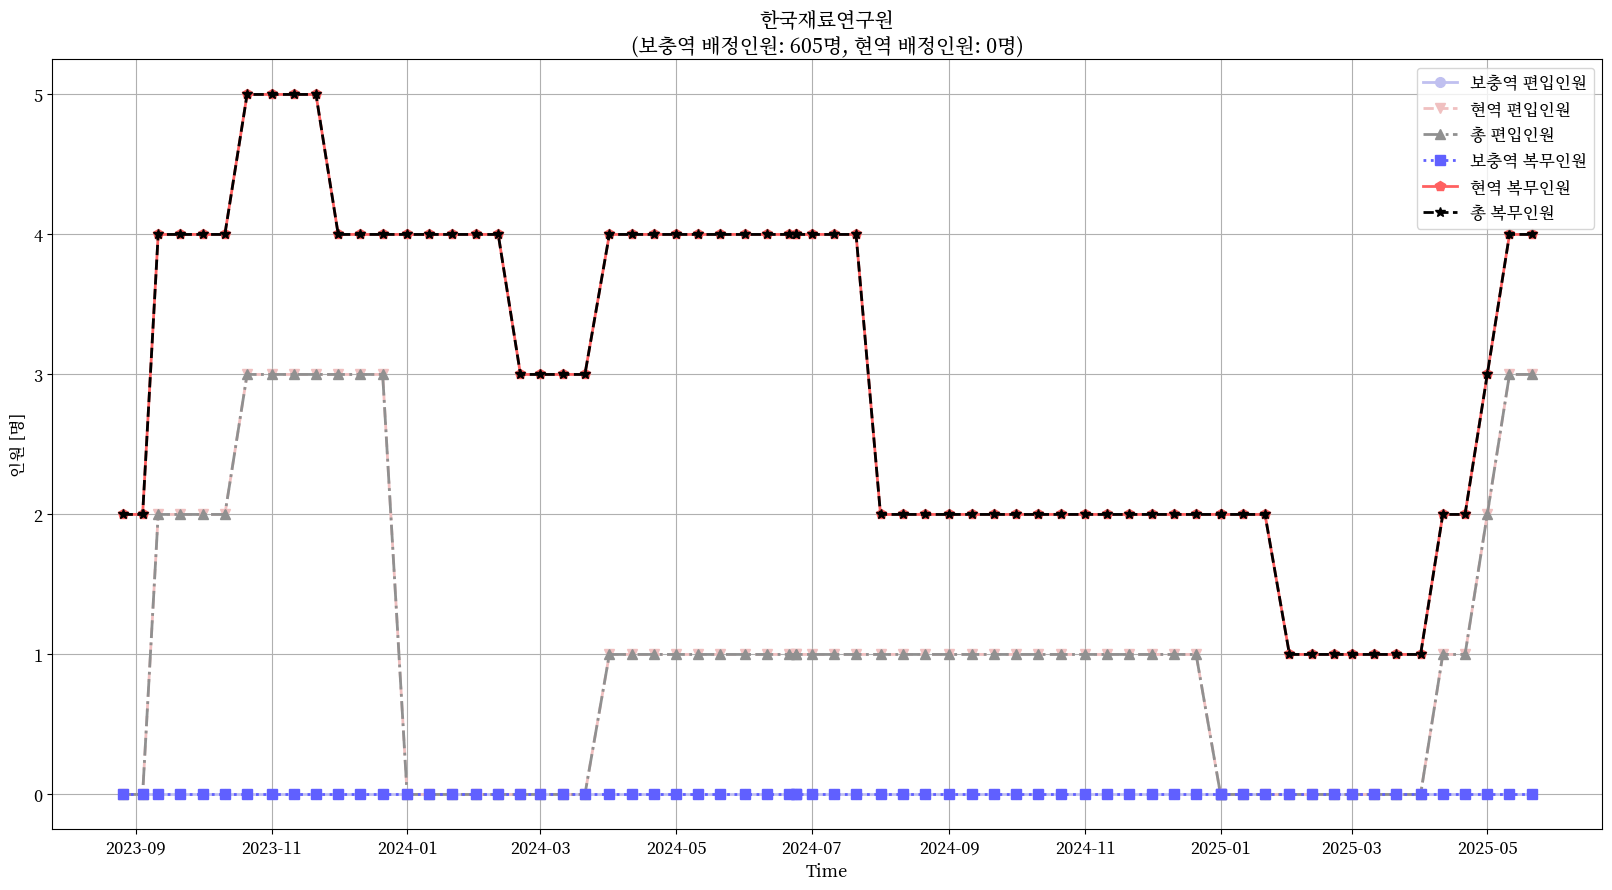 한국재료연구원
(보충역 배정인원: 605명, 현역 배정인원: 0명)
보충역 편입인원
현역 편입인원
총 편입인원
보충역 복무인원
현역 복무인원
총 복무인원
인원 [명]
5
4
3
2
1
0
2023-09 2023-11 2024-01 2024-03 2024-05 2024-07 2024-09 2024-11 2025-01 2025-03 2025-05
Time